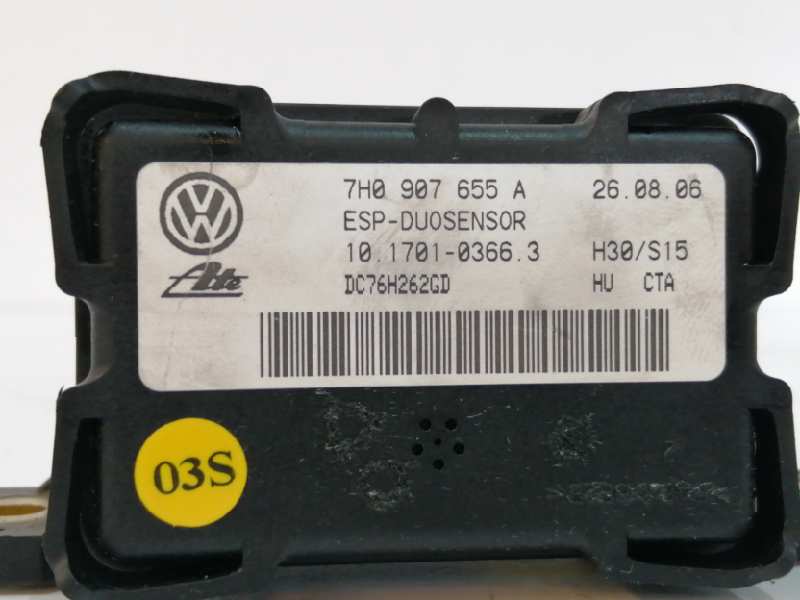 7H0 907 655 A 26.08.06
ESP-DUOSENSOR
10.1701-0366.3 H30/S15
DC76H262GD HU CTA
VW
Ate
03S